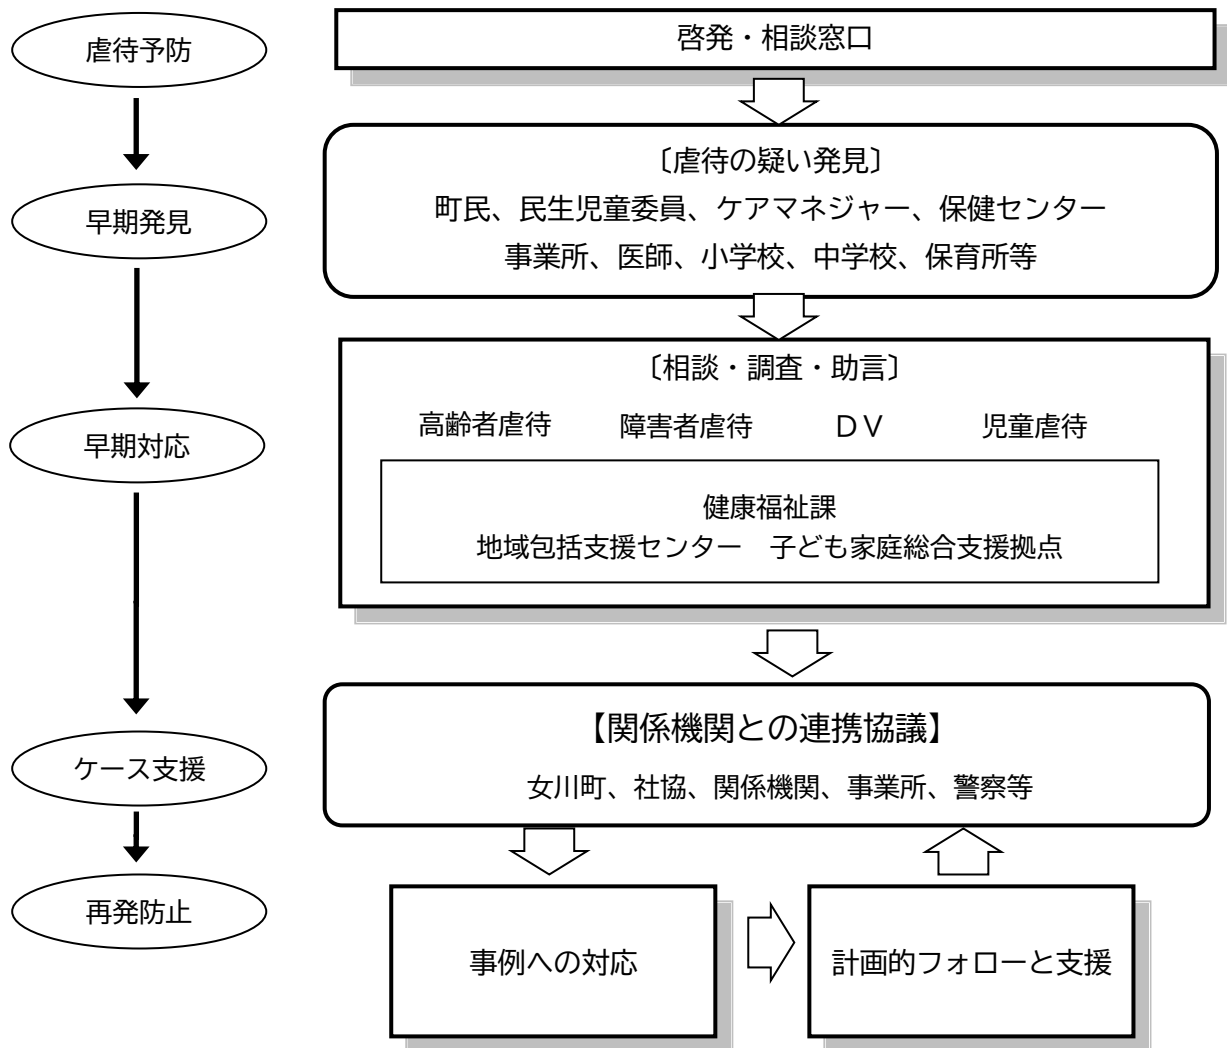 虐待予防
啓発・相談窓口
早期発見
〔虐待の疑い発見〕
町民、民生児童委員、ケアマネジャー、保健センター
事業所、医師、小学校、中学校、保育所等
早期対応
〔相談・調査・助言〕
高齢者虐待 障害者虐待 ＤＶ 児童虐待
健康福祉課
地域包括支援センター 子ども家庭総合支援拠点
ケース支援
【関係機関との連携協議】
女川町、社協、関係機関、事業所、警察等
再発防止
事例への対応
計画的フォローと支援